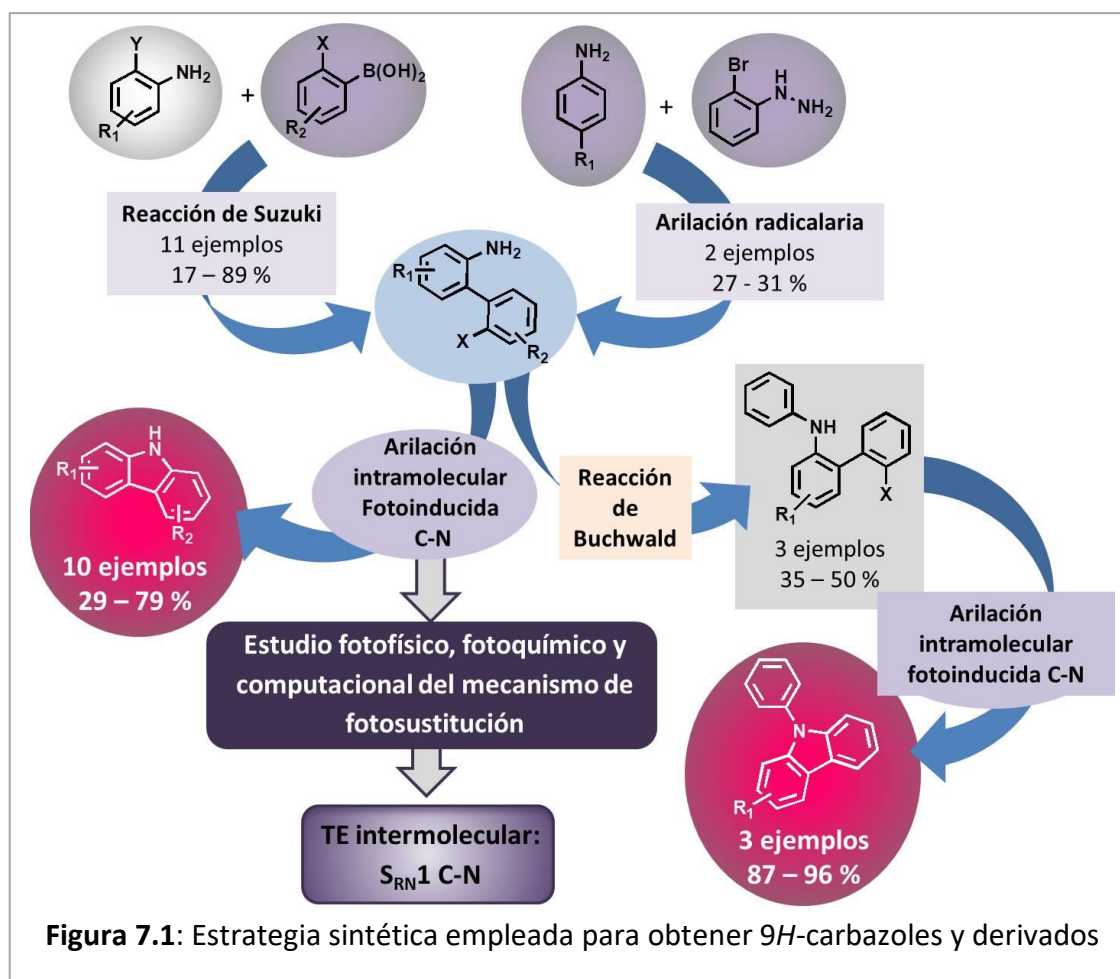 Y
NH2
R1
+
X
B(OH)2
R2
NH2
R1
+
Br
H
N
N
NH2
Reacción de Suzuki
11 ejemplos
17 – 89 %
Arilación radicalaria
2 ejemplos
27 - 31 %
NH2
R1
X
R2
H
N
R1
R2
10 ejemplos
29 – 79 %
Arilación
intramolecular
Fotoinducida
C-N
Reacción
de
Buchwald
NH
R1
X
3 ejemplos
35 – 50 %
Arilación
intramolecular
fotoinducida C-N
Estudio fotofísico, fotoquímico y
computacional del mecanismo de
fotosustitución
TE intermolecular:
SRN1 C-N
N
R1
3 ejemplos
87 – 96 %
Figura 7.1: Estrategia sintética empleada para obtener 9H-carbazoles y derivados